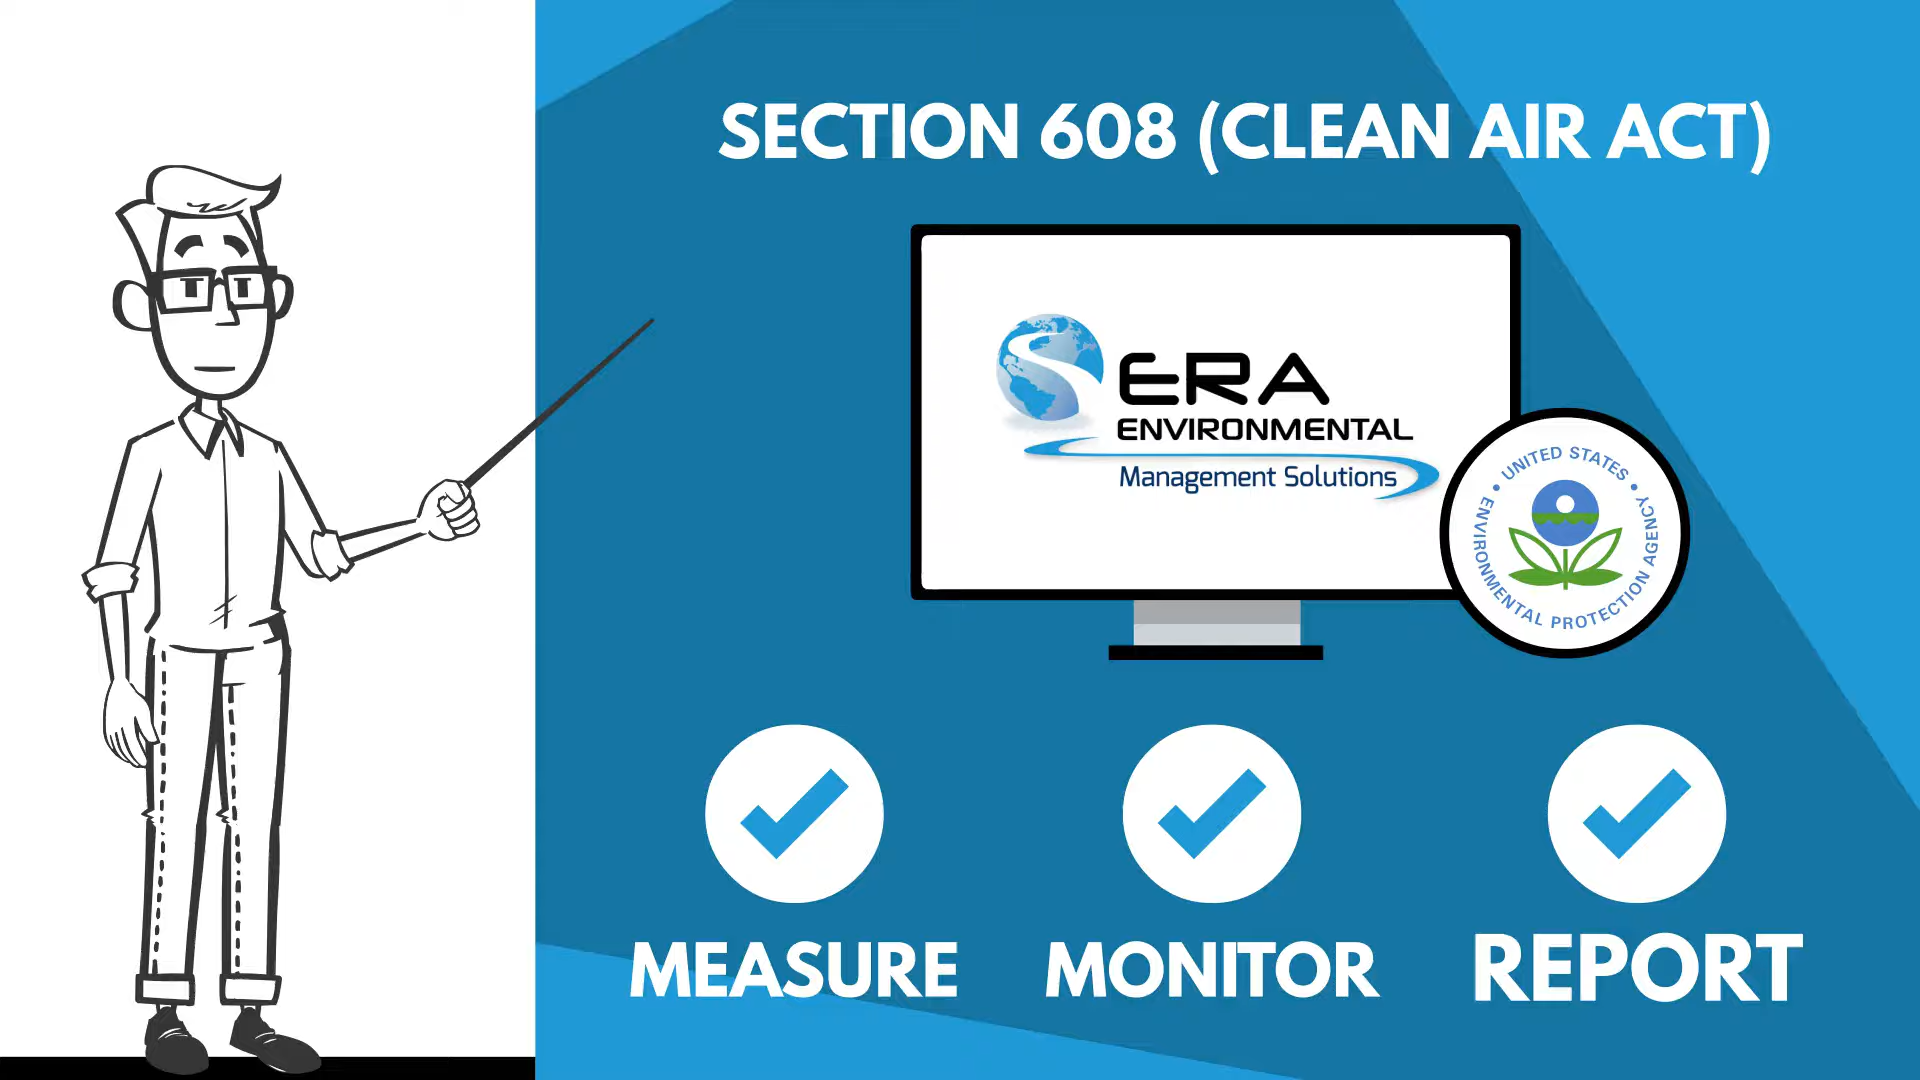 SECTION 608 (CLEAN AIR ACT)
ERA
ENVIRONMENTAL
Management Solutions
• UNITED STATES •
ENVIRONMENTAL PROTECTION AGENCY
MEASURE
MONITOR
REPORT